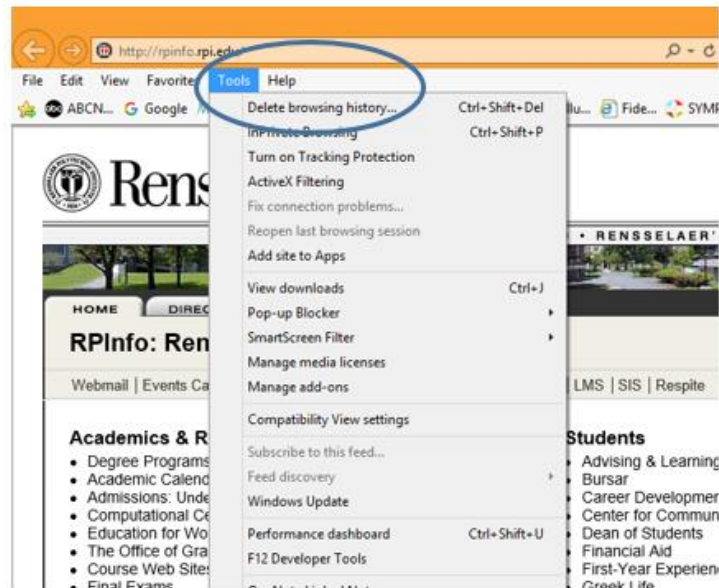 http://rpinfo.rpi.edu
File Edit View Favorites Tools Help
ABCN... Google Fide... SYMP
Delete browsing history... Ctrl+Shift+Del
InPrivate Browsing Ctrl+Shift+P
Turn on Tracking Protection
ActiveX Filtering
Fix connection problems...
Reopen last browsing session
Add site to Apps
View downloads Ctrl+J
Pop-up Blocker
SmartScreen Filter
Manage media licenses
Manage add-ons
Compatibility View settings
Subscribe to this feed...
Feed discovery
Windows Update
Performance dashboard Ctrl+Shift+U
F12 Developer Tools
Rens
• RENSSELAER'
HOME DIREC
RPInfo: Ren
Webmail | Events Ca
LMS | SIS | Respite
Academics & R
• Degree Programs
• Academic Calend
• Admissions: Unde
• Computational Ce
• Education for Wo
• The Office of Gra
• Course Web Sites
• Final Exams
Students
• Advising & Learning
• Bursar
• Career Developmen
• Center for Commun
• Dean of Students
• Financial Aid
• First-Year Experien
• Greek Life